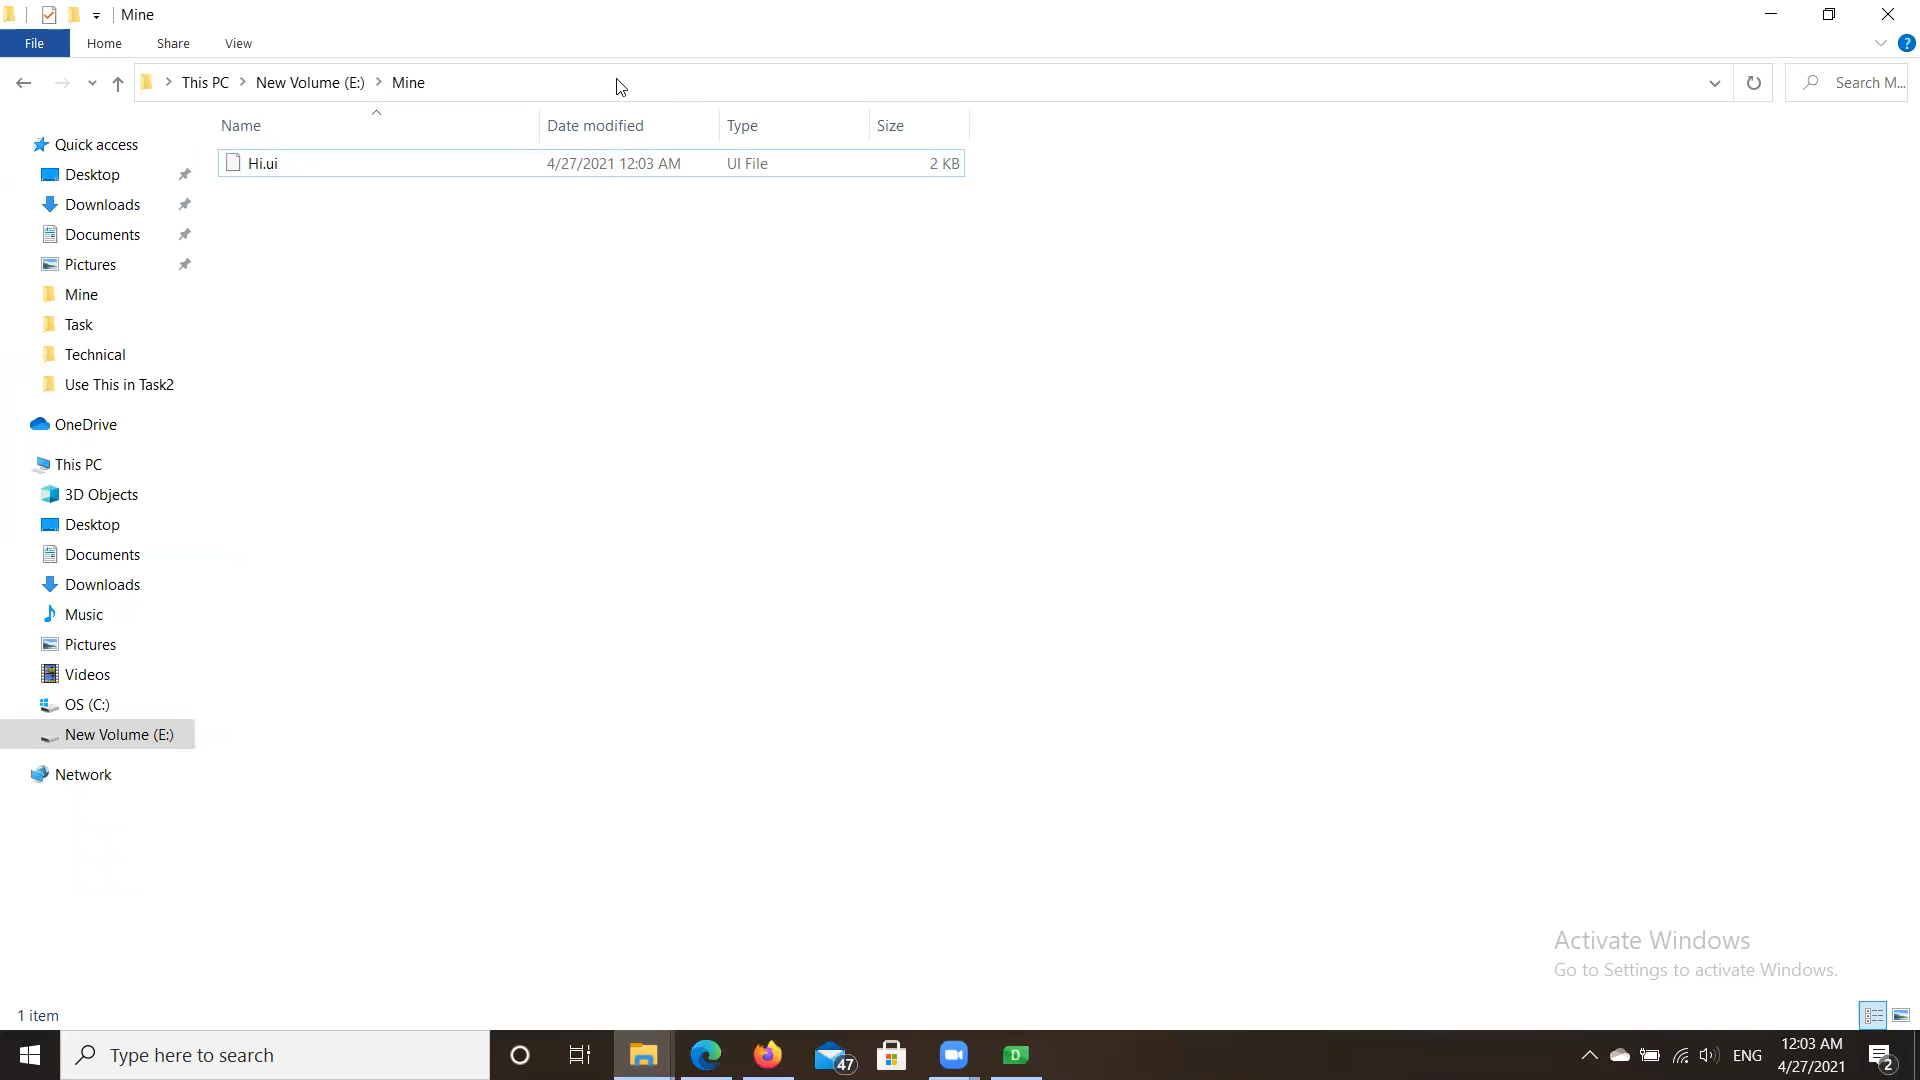 Mine
File Home Share View
This PC New Volume (E:) Mine
Search M...
Name Date modified Type Size
Hi.ui 4/27/2021 12:03 AM UI File 2 KB
Quick access
Desktop
Downloads
Documents
Pictures
Mine
Task
Technical
Use This in Task2
OneDrive
This PC
3D Objects
Desktop
Documents
Downloads
Music
Pictures
Videos
OS (C:)
New Volume (E:)
Network
Activate Windows
Go to Settings to activate Windows.
1 item
Type here to search
47
D
ENG
12:03 AM
4/27/2021
2